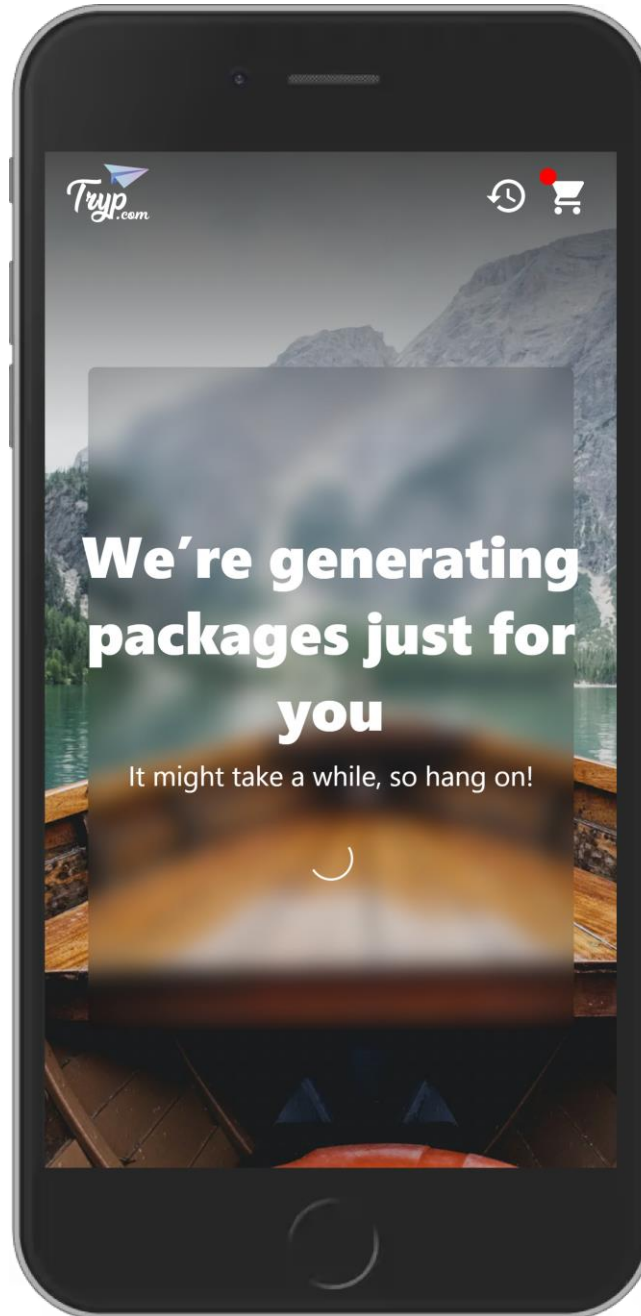 Tryp.com
We´re generating
packages just for
you
It might take a while, so hang on!